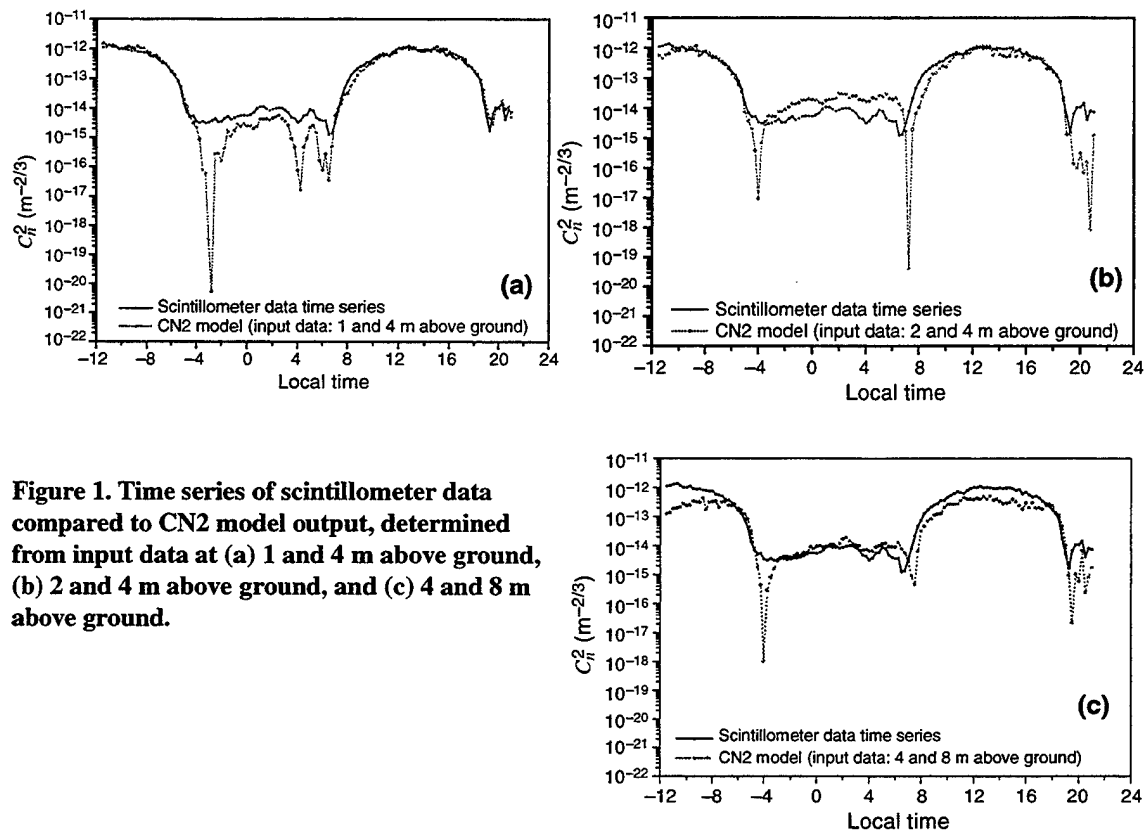 10⁻¹¹
10⁻¹²
10⁻¹³
10⁻¹⁴
10⁻¹⁵
10⁻¹⁶
10⁻¹⁷
10⁻¹⁸
10⁻¹⁹
10⁻²⁰
10⁻²¹
10⁻²²
C²ₙ (m⁻²/³)
(a)
Scintillometer data time series
CN2 model (input data: 1 and 4 m above ground)
−12 −8 −4 0 4 8 12 16 20 24
Local time
10⁻¹¹
10⁻¹²
10⁻¹³
10⁻¹⁴
10⁻¹⁵
10⁻¹⁶
10⁻¹⁷
10⁻¹⁸
10⁻¹⁹
10⁻²⁰
10⁻²¹
10⁻²²
C²ₙ (m⁻²/³)
(b)
Scintillometer data time series
CN2 model (input data: 2 and 4 m above ground)
−12 −8 −4 0 4 8 12 16 20 24
Local time
Figure 1. Time series of scintillometer data
compared to CN2 model output, determined
from input data at (a) 1 and 4 m above ground,
(b) 2 and 4 m above ground, and (c) 4 and 8 m
above ground.
10⁻¹¹
10⁻¹²
10⁻¹³
10⁻¹⁴
10⁻¹⁵
10⁻¹⁶
10⁻¹⁷
10⁻¹⁸
10⁻¹⁹
10⁻²⁰
10⁻²¹
10⁻²²
C²ₙ (m⁻²/³)
(c)
Scintillometer data time series
CN2 model (input data: 4 and 8 m above ground)
−12 −8 −4 0 4 8 12 16 20 24
Local time